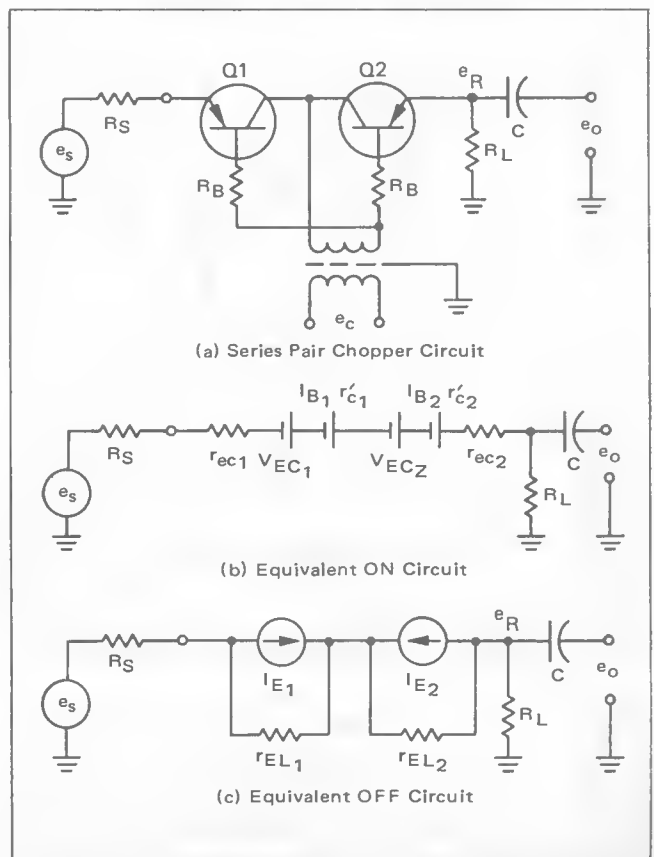 Q1 Q2
e_R
R_S C
e_s e_o
R_L
R_B R_B
e_c
(a) Series Pair Chopper Circuit
I_B1 r′_c1 I_B2 r′_c2
R_S r_ec1 V_EC1 V_ECZ r_ec2 C e_o
e_s R_L
(b) Equivalent ON Circuit
e_R
R_S I_E1 I_E2 C e_o
e_s R_L
r_EL1 r_EL2
(c) Equivalent OFF Circuit